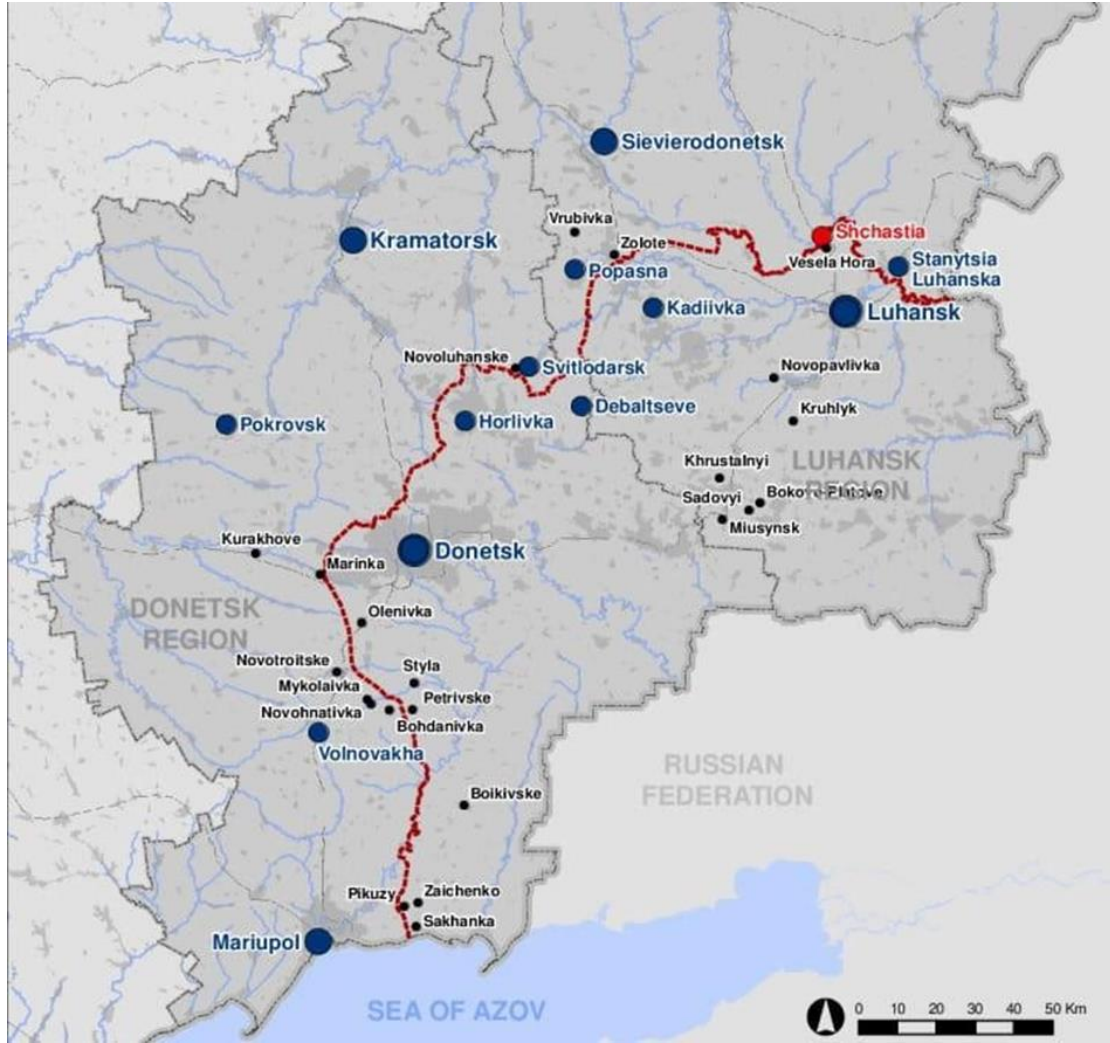 Sievierodonetsk
Vrubivka
Shchastia
Kramatorsk
Zolote
Vesela Hora
Stanytsia
Luhanska
Popasna
Kadiivka
Luhansk
Novoluhanske
Svitlodarsk
Novopavlivka
Debaltseve
Kruhlyk
Pokrovsk
Horlivka
Khrustalnyi
LUHANSK
REGION
Sadovyi
Bokovo-Platove
Miusynsk
Kurakhove
Donetsk
Marinka
DONETSK
REGION
Olenivka
Novotroitske
Styla
Mykolaivka
Petrivske
Novohnativka
Bohdanivka
Volnovakha
RUSSIAN
FEDERATION
Boikivske
Pikuzy
Zaichenko
Sakhanka
Mariupol
SEA OF AZOV
0 10 20 30 40 50 Km